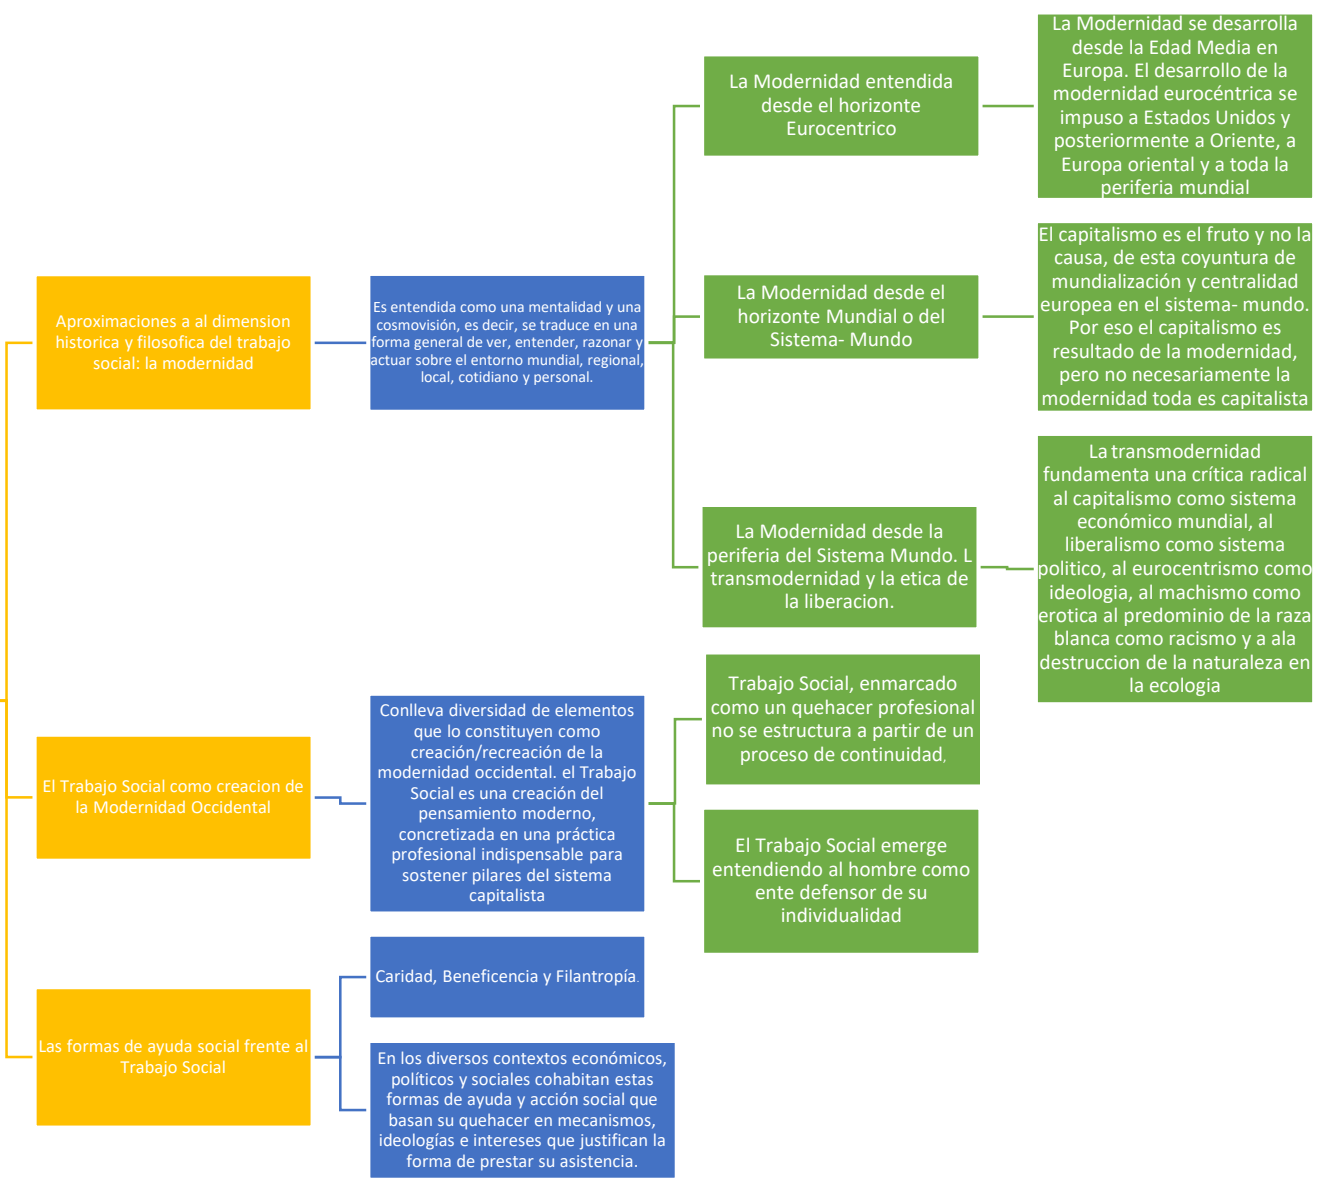 Aproximaciones a al dimension
historica y filosofica del trabajo
social: la modernidad
Es entendida como una mentalidad y una
cosmovisión, es decir, se traduce en una
forma general de ver, entender, razonar y
actuar sobre el entorno mundial, regional,
local, cotidiano y personal.
La Modernidad entendida
desde el horizonte
Eurocentrico
La Modernidad se desarrolla
desde la Edad Media en
Europa. El desarrollo de la
modernidad eurocéntrica se
impuso a Estados Unidos y
posteriormente a Oriente, a
Europa oriental y a toda la
periferia mundial
La Modernidad desde el
horizonte Mundial o del
Sistema- Mundo
El capitalismo es el fruto y no la
causa, de esta coyuntura de
mundialización y centralidad
europea en el sistema- mundo.
Por eso el capitalismo es
resultado de la modernidad,
pero no necesariamente la
modernidad toda es capitalista
La Modernidad desde la
periferia del Sistema Mundo. L
transmodernidad y la etica de
la liberacion.
La transmodernidad
fundamenta una crítica radical
al capitalismo como sistema
económico mundial, al
liberalismo como sistema
politico, al eurocentrismo como
ideologia, al machismo como
erotica al predominio de la raza
blanca como racismo y a ala
destruccion de la naturaleza en
la ecologia
El Trabajo Social como creacion de
la Modernidad Occidental
Conlleva diversidad de elementos
que lo constituyen como
creación/recreación de la
modernidad occidental. el Trabajo
Social es una creación del
pensamiento moderno,
concretizada en una práctica
profesional indispensable para
sostener pilares del sistema
capitalista
Trabajo Social, enmarcado
como un quehacer profesional
no se estructura a partir de un
proceso de continuidad,
El Trabajo Social emerge
entendiendo al hombre como
ente defensor de su
individualidad
Las formas de ayuda social frente al
Trabajo Social
Caridad, Beneficencia y Filantropía.
En los diversos contextos económicos,
políticos y sociales cohabitan estas
formas de ayuda y acción social que
basan su quehacer en mecanismos,
ideologías e intereses que justifican la
forma de prestar su asistencia.